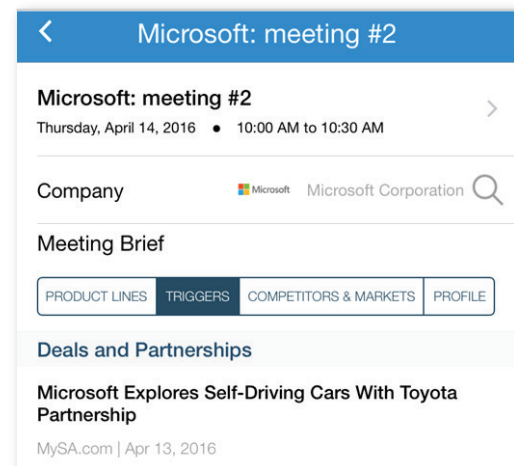 Microsoft: meeting #2
Microsoft: meeting #2
Thursday, April 14, 2016 ● 10:00 AM to 10:30 AM
Company Microsoft Microsoft Corporation
Meeting Brief
PRODUCT LINES TRIGGERS COMPETITORS & MARKETS PROFILE
Deals and Partnerships
Microsoft Explores Self-Driving Cars With Toyota
Partnership
MySA.com | Apr 13, 2016